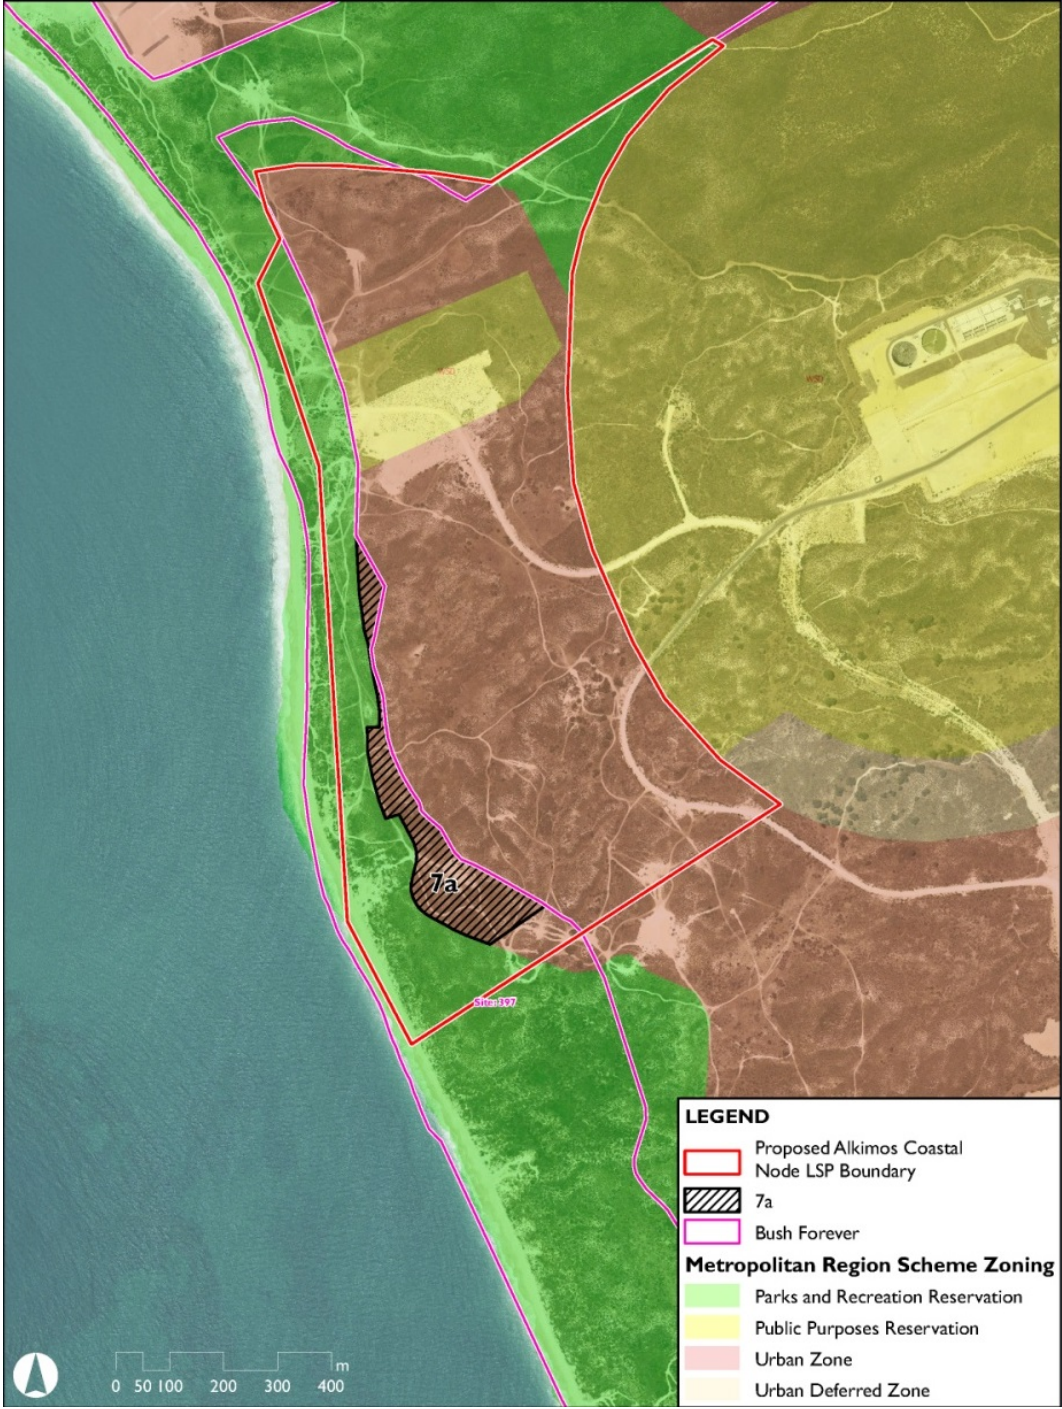 7a
Site: 397
LEGEND
Proposed Alkimos Coastal
Node LSP Boundary
7a
Bush Forever
Metropolitan Region Scheme Zoning
Parks and Recreation Reservation
Public Purposes Reservation
Urban Zone
Urban Deferred Zone
m
0 50 100 200 300 400